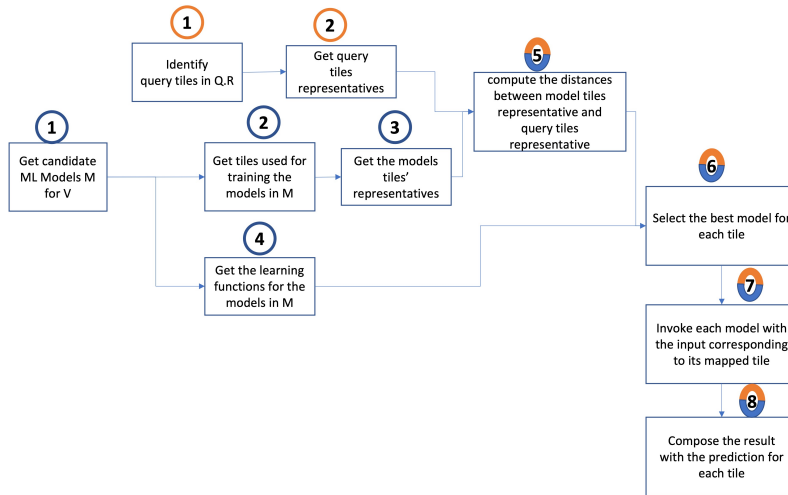 1
Identify
query tiles in Q.R
2
Get query
tiles
representatives
5
compute the distances
between model tiles
representative and
query tiles
representative
1
Get candidate
ML Models M
for V
2
Get tiles used for
training the
models in M
3
Get the models
tiles’
representatives
4
Get the learning
functions for the
models in M
6
Select the best model for
each tile
7
Invoke each model with
the input corresponding
to its mapped tile
8
Compose the result
with the prediction for
each tile